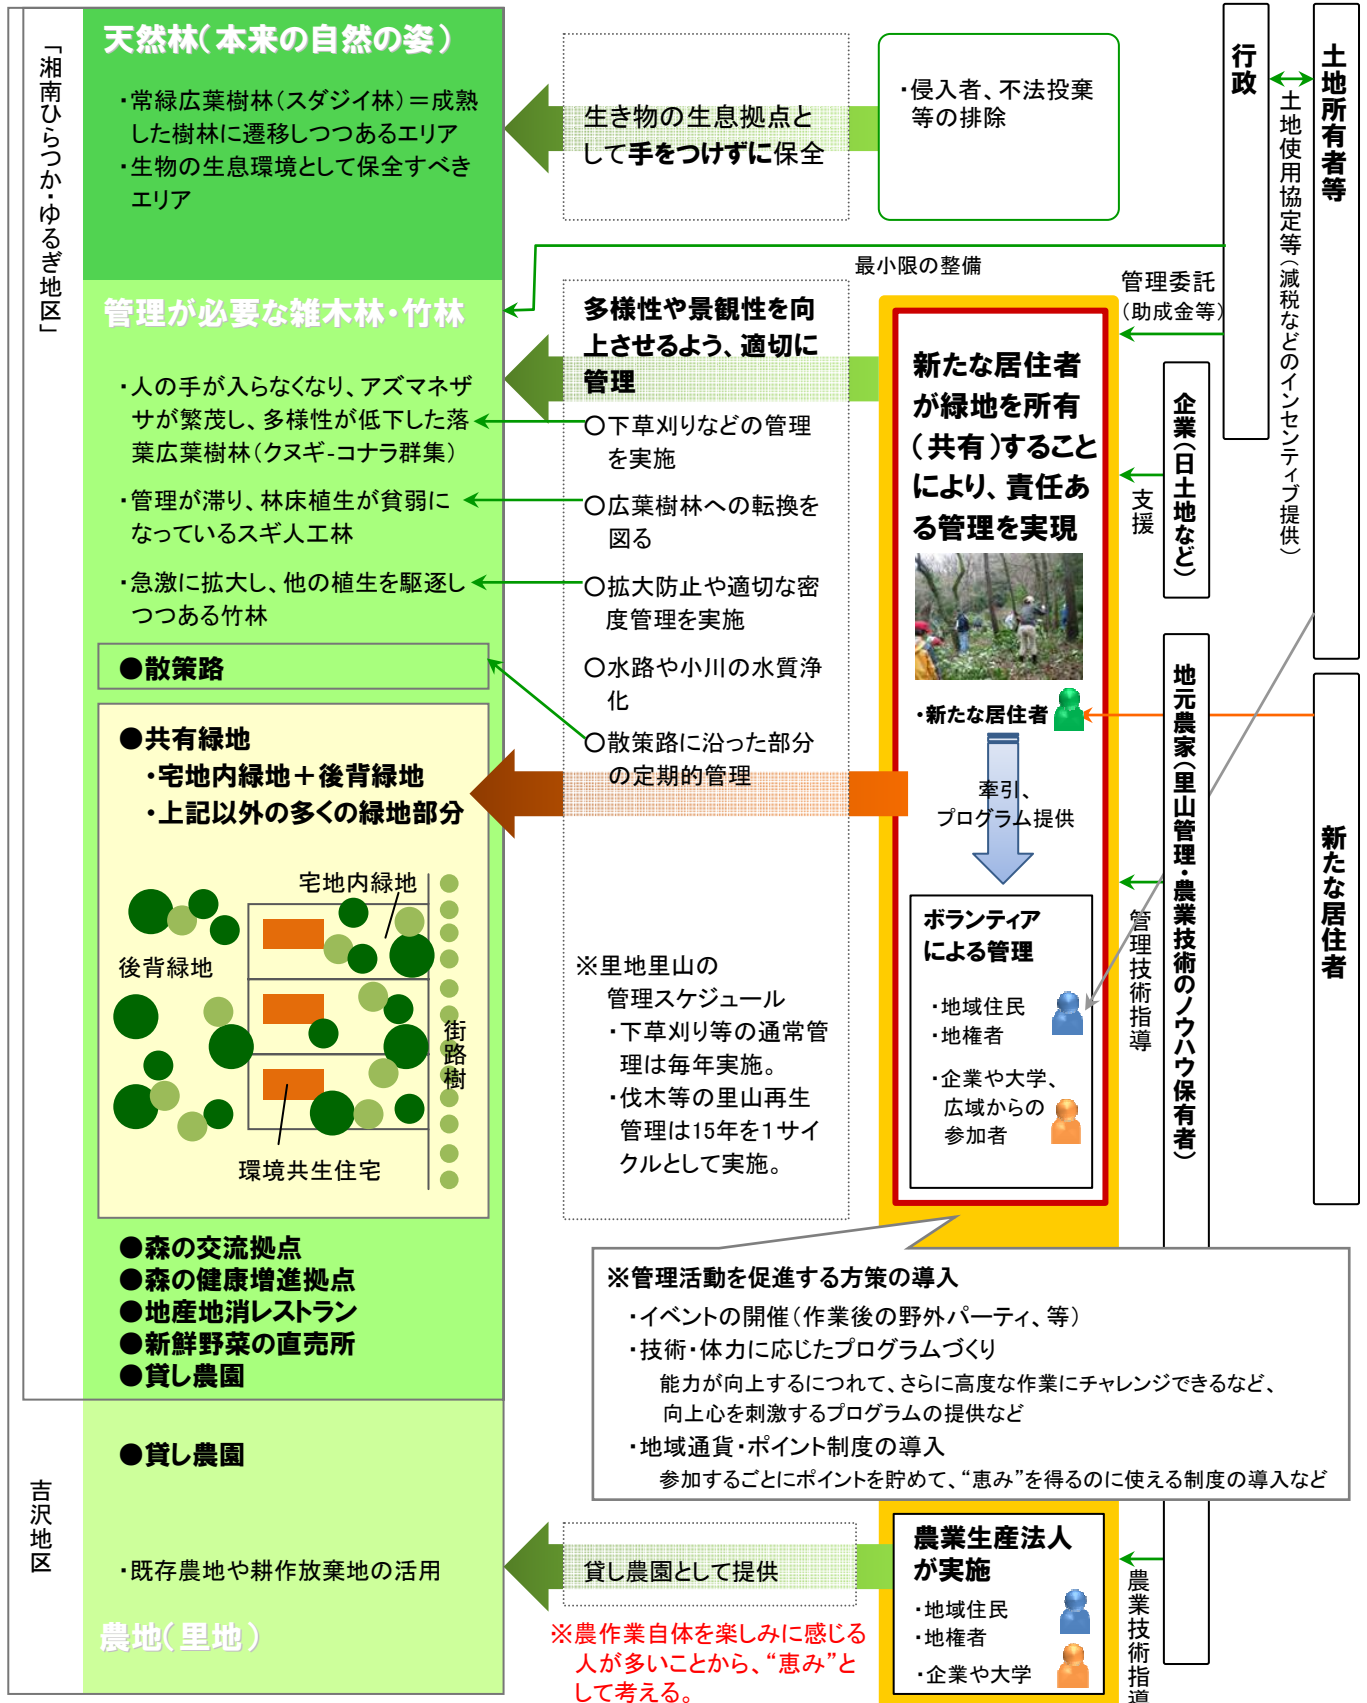 「湘南ひらつか・ゆるぎ地区」
吉沢地区
天然林（本来の自然の姿）
・常緑広葉樹林（スダジイ林）＝成熟
した樹林に遷移しつつあるエリア
・生物の生息環境として保全すべき
エリア
生き物の生息拠点と
して手をつけずに保全
・侵入者、不法投棄
等の排除
行政
土地所有者等
土地使用協定等（減税などのインセンティブ提供）
最小限の整備
管理委託
（助成金等）
管理が必要な雑木林・竹林
・人の手が入らなくなり、アズマネザ
サが繁茂し、多様性が低下した落
葉広葉樹林（クヌギ-コナラ群集）
・管理が滞り、林床植生が貧弱に
なっているスギ人工林
・急激に拡大し、他の植生を駆逐し
つつある竹林
●散策路
多様性や景観性を向
上させるよう、適切に
管理
○下草刈りなどの管理
を実施
○広葉樹林への転換を
図る
○拡大防止や適切な密
度管理を実施
○水路や小川の水質浄
化
○散策路に沿った部分
の定期的管理
新たな居住者
が緑地を所有
（共有）すること
により、責任あ
る管理を実現
・新たな居住者
牽引、
プログラム提供
ボランティア
による管理
・地域住民
・地権者
・企業や大学、
広域からの
参加者
企業（日土地など）
支援
地元農家（里山管理・農業技術のノウハウ保有者）
管理技術指導
新たな居住者
●共有緑地
・宅地内緑地＋後背緑地
・上記以外の多くの緑地部分
宅地内緑地
後背緑地
街路樹
環境共生住宅
※里地里山の
管理スケジュール
・下草刈り等の通常管
理は毎年実施。
・伐木等の里山再生
管理は15年を1サイ
クルとして実施。
●森の交流拠点
●森の健康増進拠点
●地産地消レストラン
●新鮮野菜の直売所
●貸し農園
※管理活動を促進する方策の導入
・イベントの開催（作業後の野外パーティ、等）
・技術・体力に応じたプログラムづくり
能力が向上するにつれて、さらに高度な作業にチャレンジできるなど、
向上心を刺激するプログラムの提供など
・地域通貨・ポイント制度の導入
参加するごとにポイントを貯めて、“恵み”を得るのに使える制度の導入など
●貸し農園
・既存農地や耕作放棄地の活用
農地（里地）
貸し農園として提供
※農作業自体を楽しみに感じる
人が多いことから、“恵み”と
して考える。
農業生産法人
が実施
・地域住民
・地権者
・企業や大学
農業技術指導